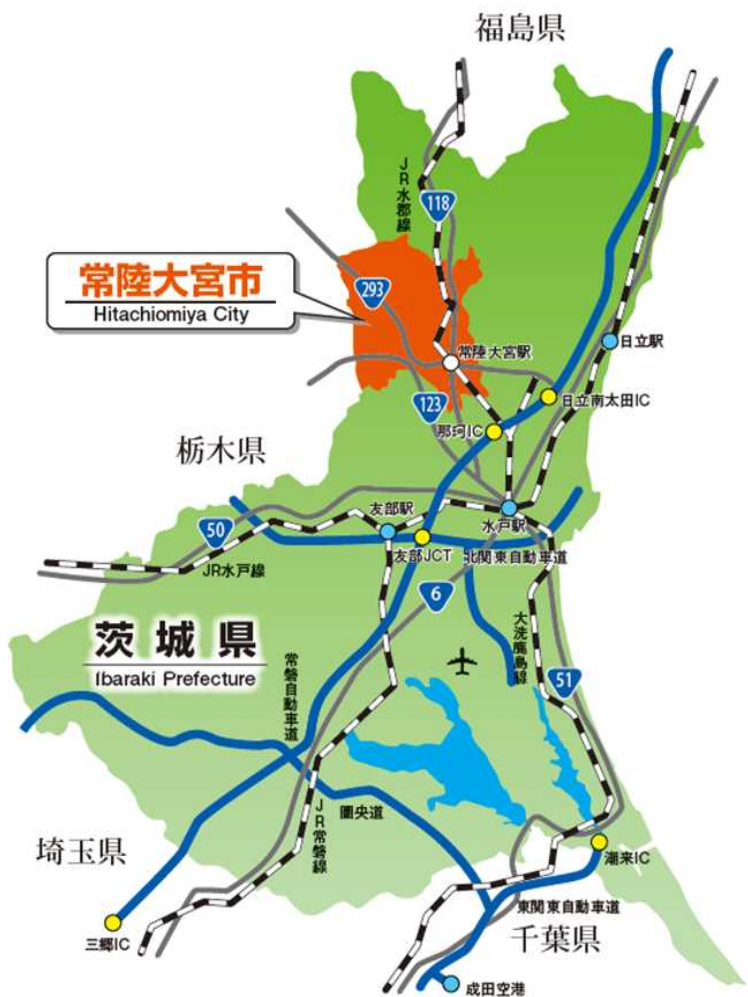 福島県
JR水郡線
118
常陸大宮市
Hitachiomiya City
293
常陸大宮駅
日立駅
123
日立南太田IC
那珂IC
栃木県
友部駅
水戸駅
50
友部JCT
北関東自動車道
JR水戸線
6
大洗鹿島線
茨城県
Ibaraki Prefecture
常磐自動車道
51
圏央道
JR常磐線
埼玉県
潮来IC
三郷IC
東関東自動車道
千葉県
成田空港